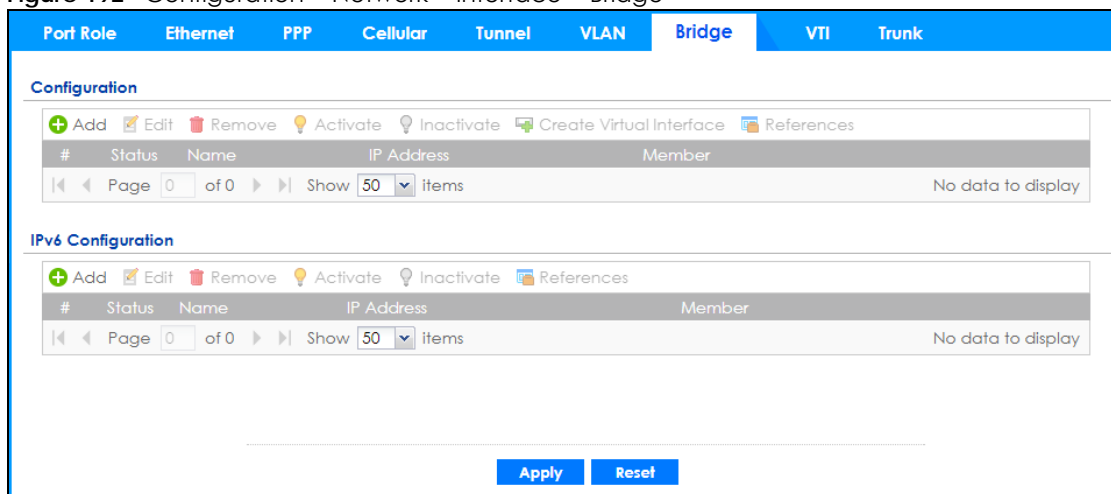 Port Role Ethernet PPP Cellular Tunnel VLAN Bridge VTI Trunk
Configuration
Add Edit Remove Activate Inactivate Create Virtual Interface References
# Status Name IP Address Member
Page 0 of 0 Show 50 items No data to display
IPv6 Configuration
Add Edit Remove Activate Inactivate References
# Status Name IP Address Member
Page 0 of 0 Show 50 items No data to display
Apply Reset